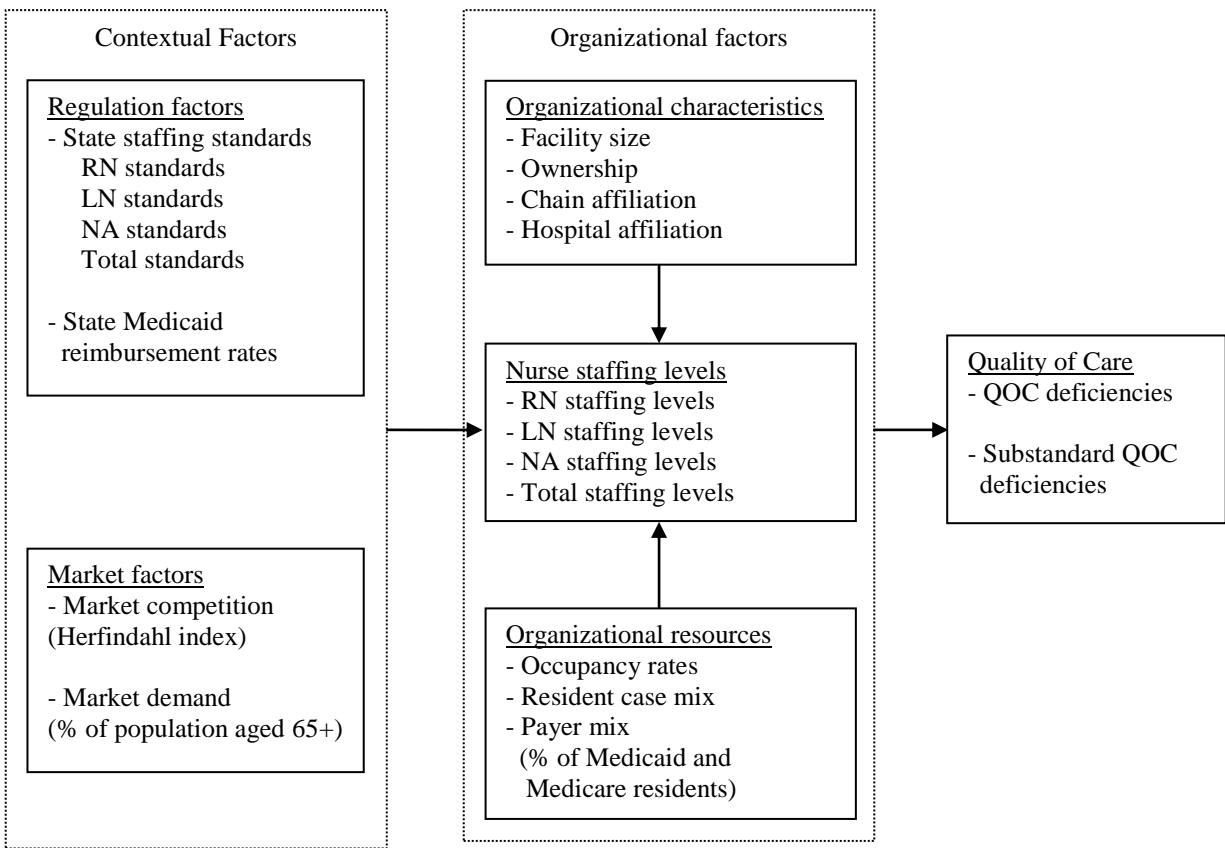 Contextual Factors
Regulation factors
- State staffing standards
RN standards
LN standards
NA standards
Total standards
- State Medicaid
reimbursement rates
Market factors
- Market competition
(Herfindahl index)
- Market demand
(% of population aged 65+)
Organizational factors
Organizational characteristics
- Facility size
- Ownership
- Chain affiliation
- Hospital affiliation
Nurse staffing levels
- RN staffing levels
- LN staffing levels
- NA staffing levels
- Total staffing levels
Organizational resources
- Occupancy rates
- Resident case mix
- Payer mix
(% of Medicaid and
Medicare residents)
Quality of Care
- QOC deficiencies
- Substandard QOC
deficiencies